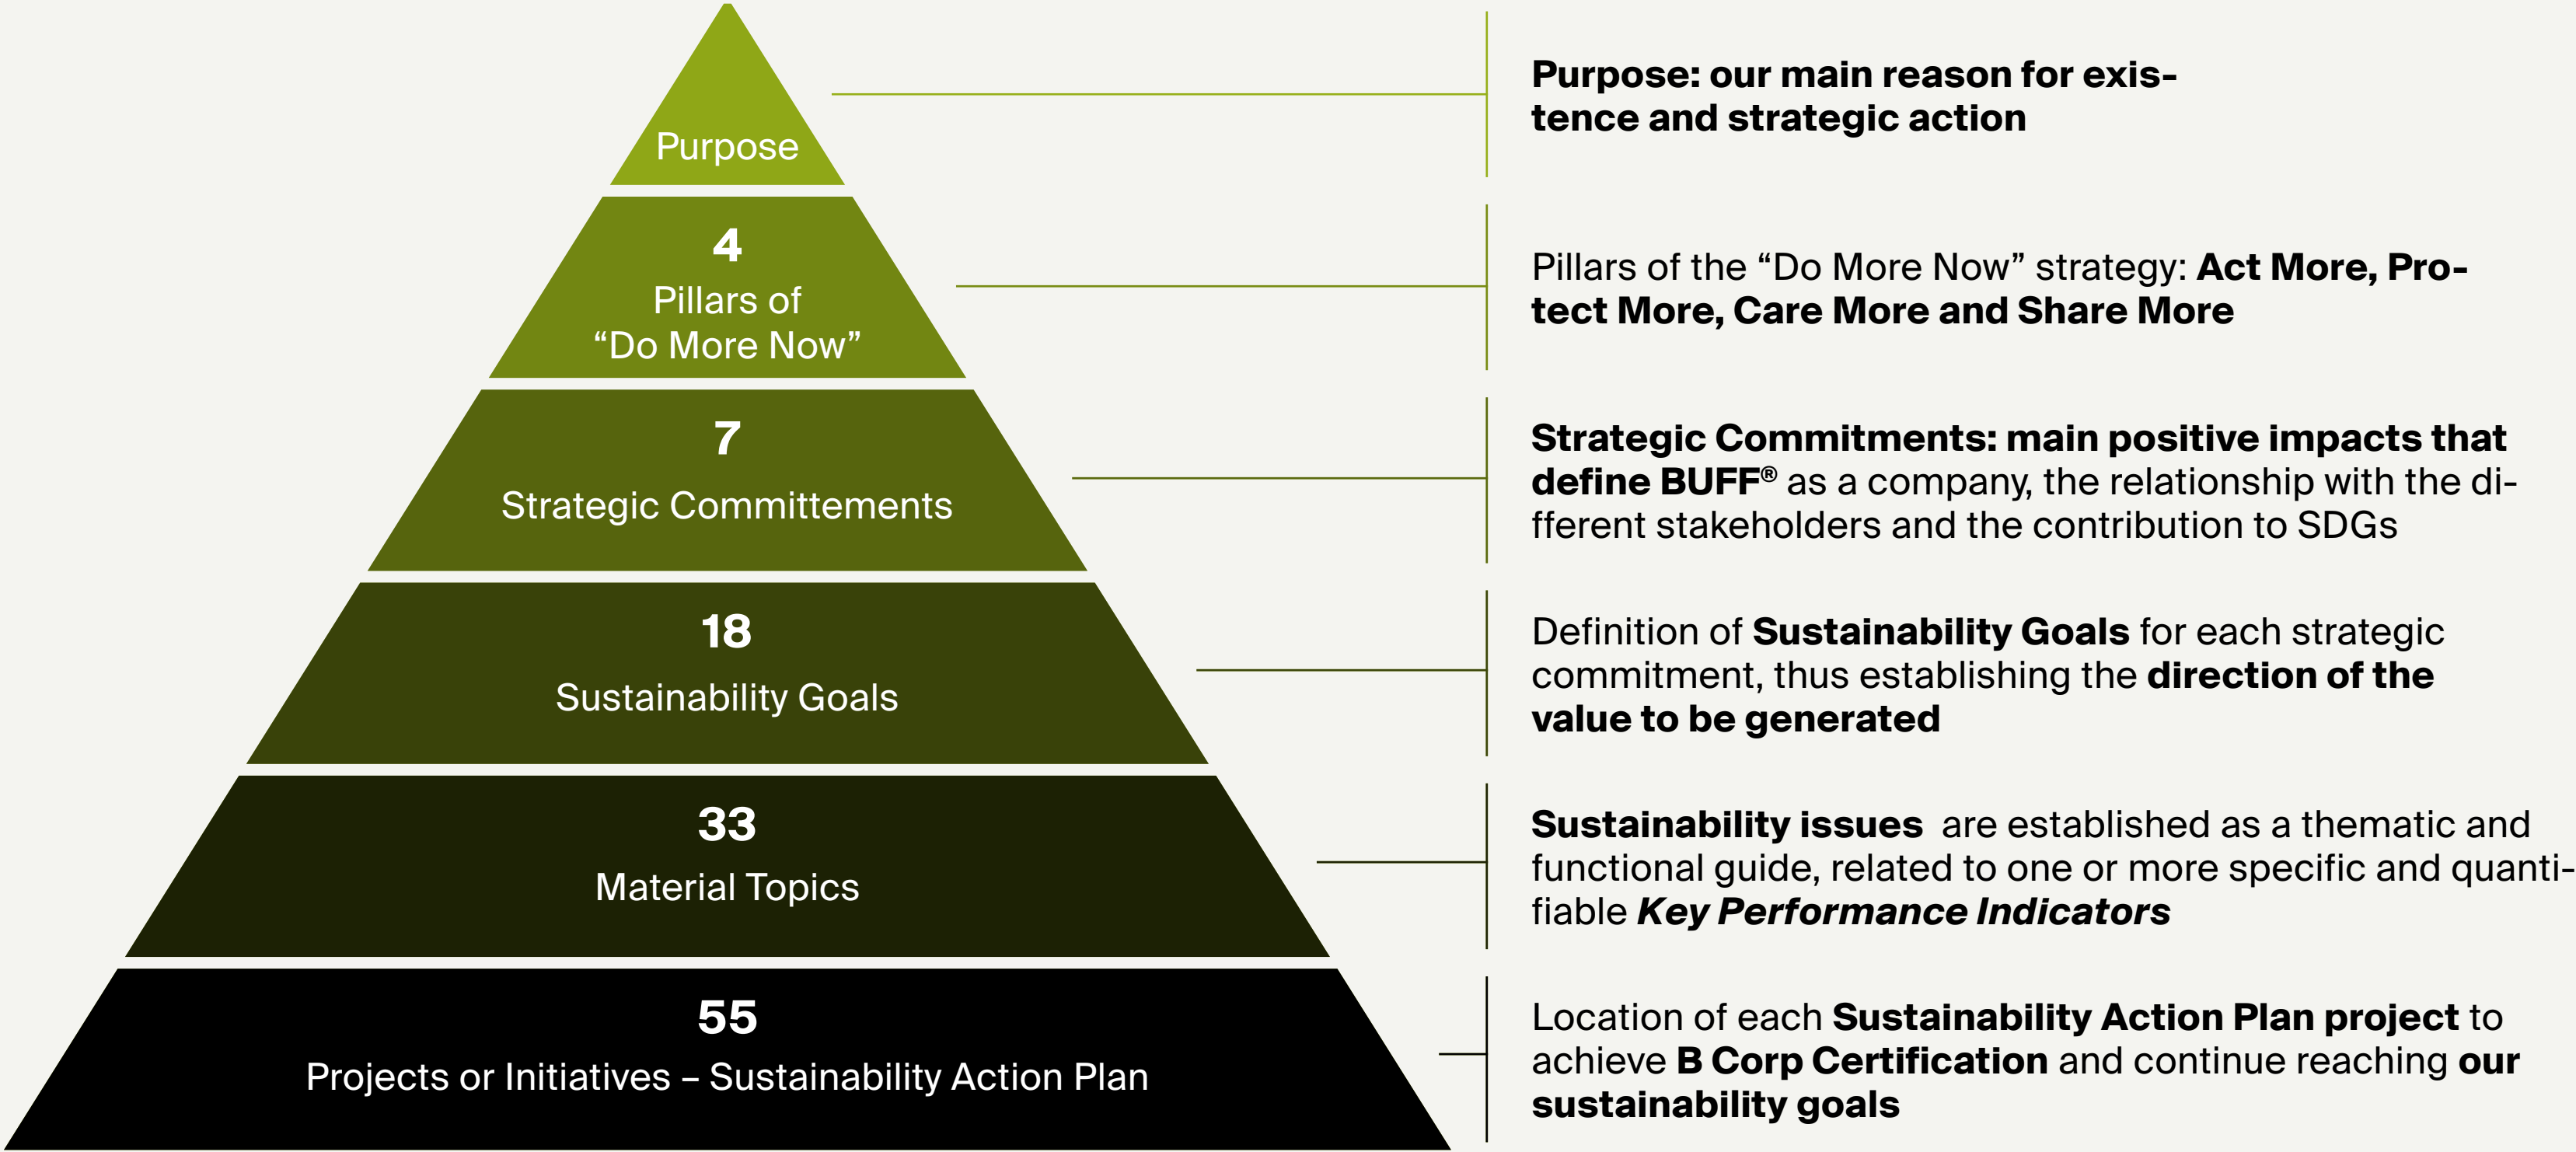 Purpose
Purpose: our main reason for exis-
tence and strategic action
4
Pillars of
“Do More Now”
Pillars of the “Do More Now” strategy: Act More, Pro-
tect More, Care More and Share More
7
Strategic Committements
Strategic Commitments: main positive impacts that
define BUFF® as a company, the relationship with the di-
fferent stakeholders and the contribution to SDGs
18
Sustainability Goals
Definition of Sustainability Goals for each strategic
commitment, thus establishing the direction of the
value to be generated
33
Material Topics
Sustainability issues are established as a thematic and
functional guide, related to one or more specific and quanti-
fiable Key Performance Indicators
55
Projects or Initiatives – Sustainability Action Plan
Location of each Sustainability Action Plan project to
achieve B Corp Certification and continue reaching our
sustainability goals